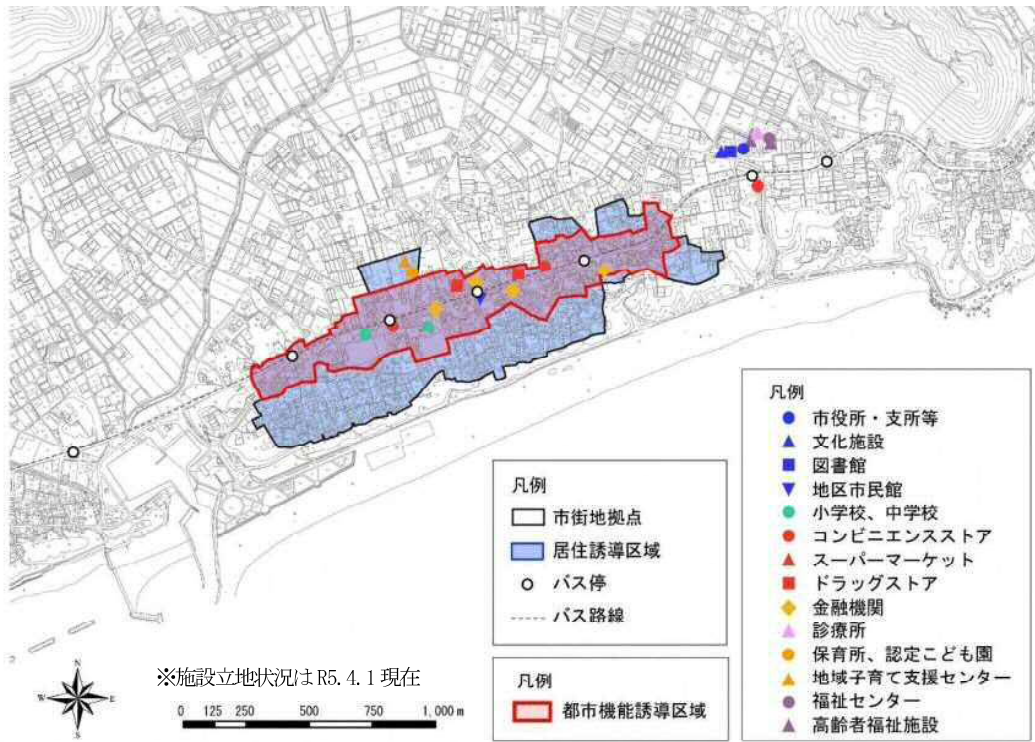 凡例
市街地拠点
居住誘導区域
バス停
バス路線
凡例
都市機能誘導区域
凡例
市役所・支所等
文化施設
図書館
地区市民館
小学校、中学校
コンビニエンスストア
スーパーマーケット
ドラッグストア
金融機関
診療所
保育所、認定こども園
地域子育て支援センター
福祉センター
高齢者福祉施設
N
W
E
S
※施設立地状況はR5.4.1現在
0 125 250 500 750 1,000 m